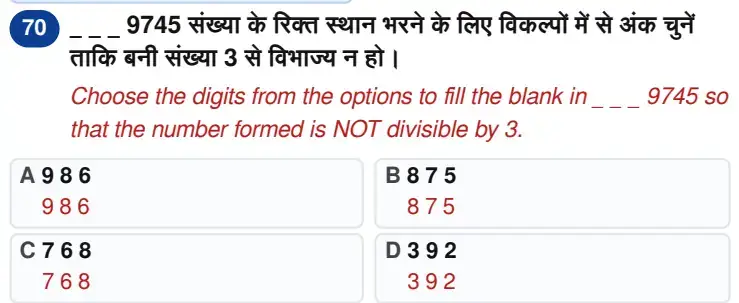 70 _ _ _ 9745 संख्या के रिक्त स्थान भरने के लिए विकल्पों में से अंक चुनें
ताकि बनी संख्या 3 से विभाज्य न हो।
Choose the digits from the options to fill the blank in _ _ _ 9745 so
that the number formed is NOT divisible by 3.
A 9 8 6
9 8 6
B 8 7 5
8 7 5
C 7 6 8
7 6 8
D 3 9 2
3 9 2